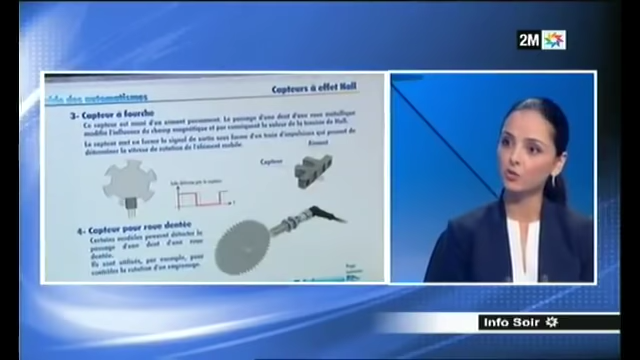 2M
ide des automatismes
Capteurs à effet Hall
3- Capteur à fourche
Ce capteur est muni d'un aimant permanent. Le passage d'une dent d'une roue métallique
modifie l'influence du champ magnétique et par conséquent la valeur de la tension de Hall.
Le capteur met en forme le signal de sortie sous forme d'un train d'impulsions qui permet de
déterminer la vitesse de rotation de l'élément mobile.
Capteur
Aimant
4- Capteur pour roue dentée
Certains modèles peuvent détecter le
passage d'une dent d'une roue
dentée.
Ils sont utilisés, par exemple, pour
contrôler la rotation d'un engrenage.
Info Soir